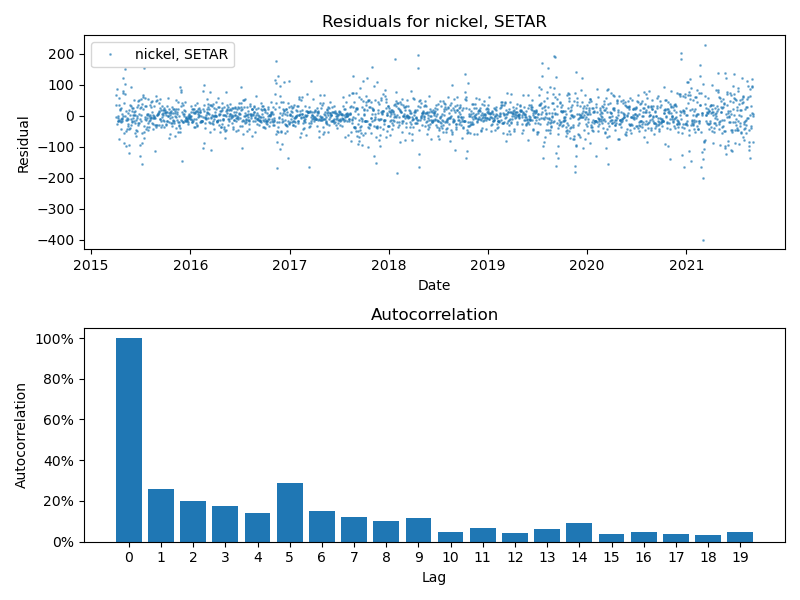 Residuals for nickel, SETAR
nickel, SETAR
200
100
0
−100
−200
−300
−400
Residual
2015 2016 2017 2018 2019 2020 2021
Date
Autocorrelation
100%
80%
60%
40%
20%
0%
Autocorrelation
0 1 2 3 4 5 6 7 8 9 10 11 12 13 14 15 16 17 18 19
Lag